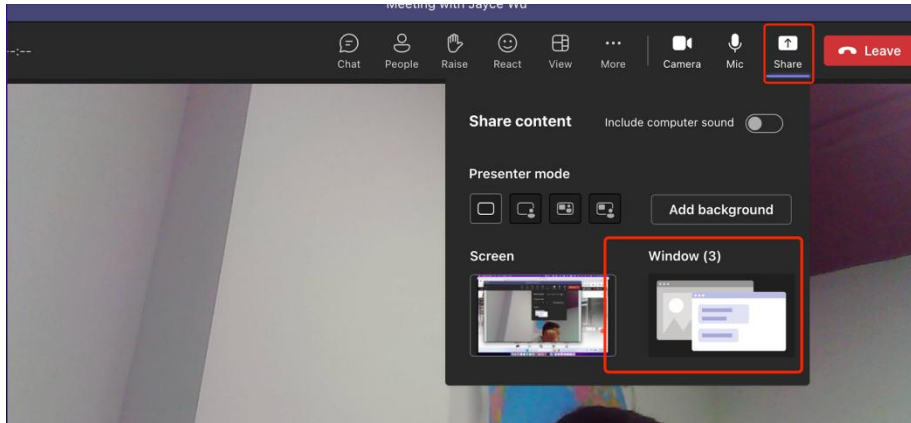 Meeting with Jayce Wu
--:--
Chat People Raise React View More Camera Mic Share Leave
Share content Include computer sound
Presenter mode
Add background
Screen Window (3)